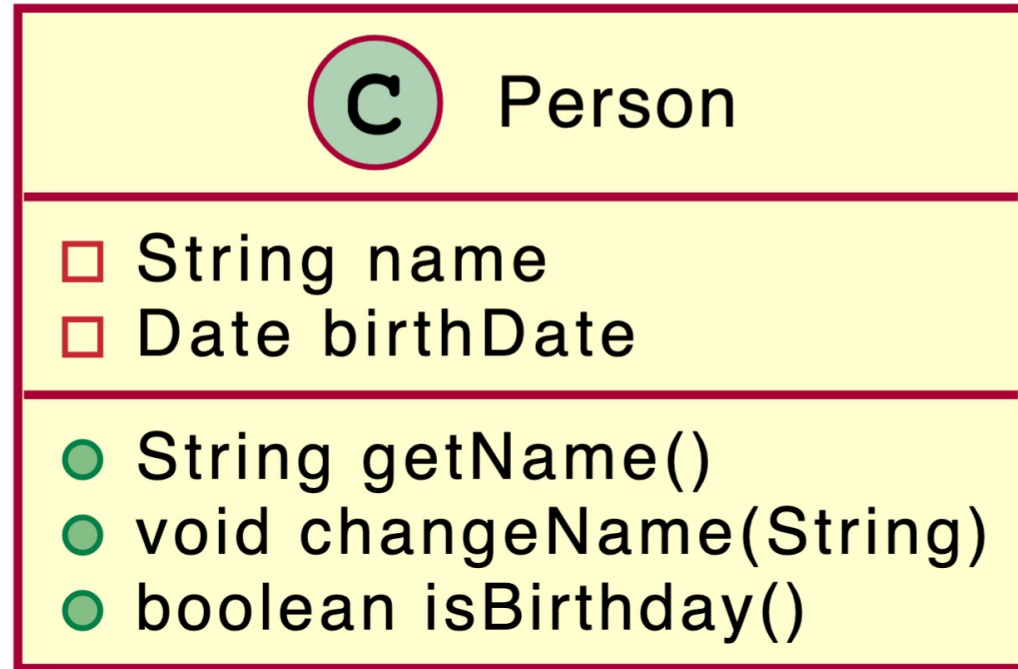 C Person
String name
Date birthDate
String getName()
void changeName(String)
boolean isBirthday()